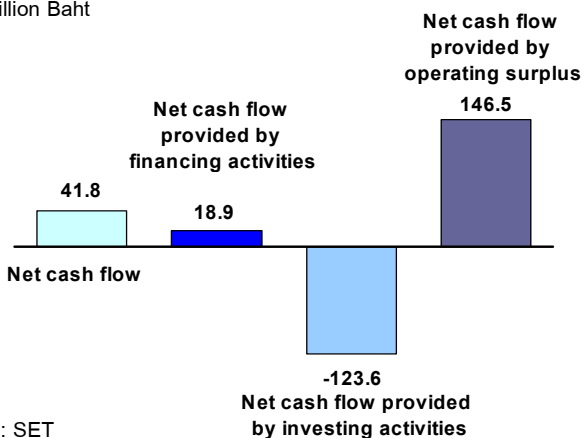 illion Baht
Net cash flow
provided by
operating surplus
146.5
Net cash flow
provided by
financing activities
41.8
18.9
Net cash flow
-123.6
Net cash flow provided
by investing activities
: SET